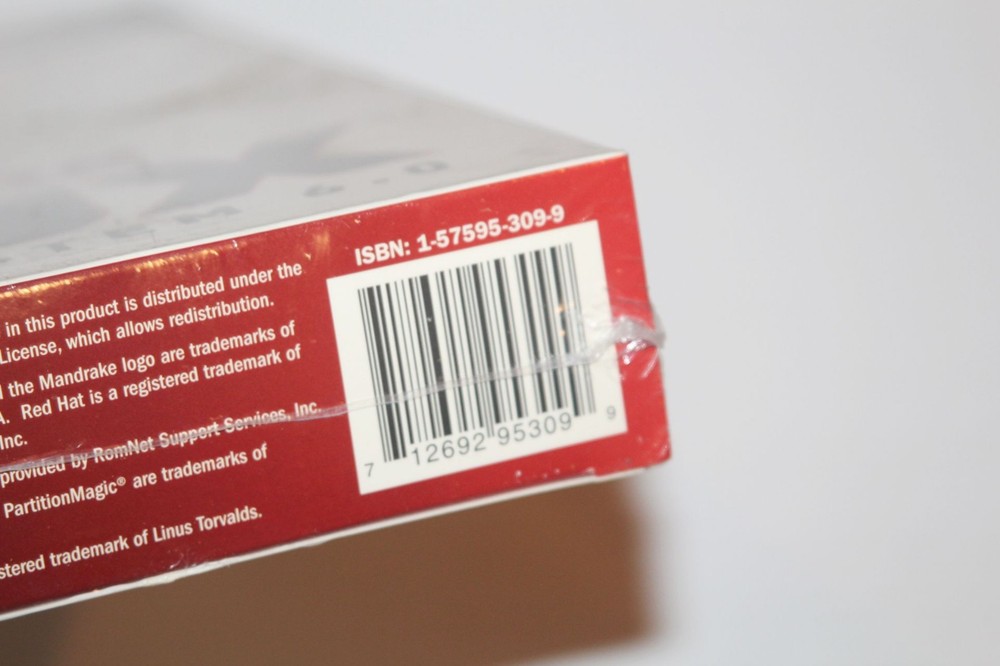 6.0
in this product is distributed under the
License, which allows redistribution.
the Mandrake logo are trademarks of
Red Hat is a registered trademark of
Inc.
provided by RomNet Support Services, Inc.
PartitionMagic® are trademarks of
stered trademark of Linus Torvalds.
ISBN: 1-57595-309-9
7 12692 95309 9